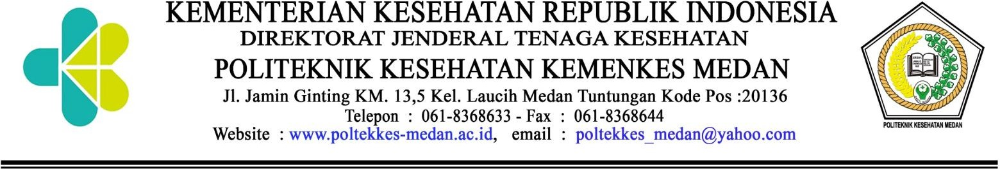 KEMENTERIAN KESEHATAN REPUBLIK INDONESIA
DIREKTORAT JENDERAL TENAGA KESEHATAN
POLITEKNIK KESEHATAN KEMENKES MEDAN
Jl. Jamin Ginting KM. 13,5 Kel. Laucih Medan Tuntungan Kode Pos :20136
Telepon : 061-8368633 - Fax : 061-8368644
Website : www.poltekkes-medan.ac.id, email : poltekkes_medan@yahoo.com
POLITEKNIK KESEHATAN MEDAN